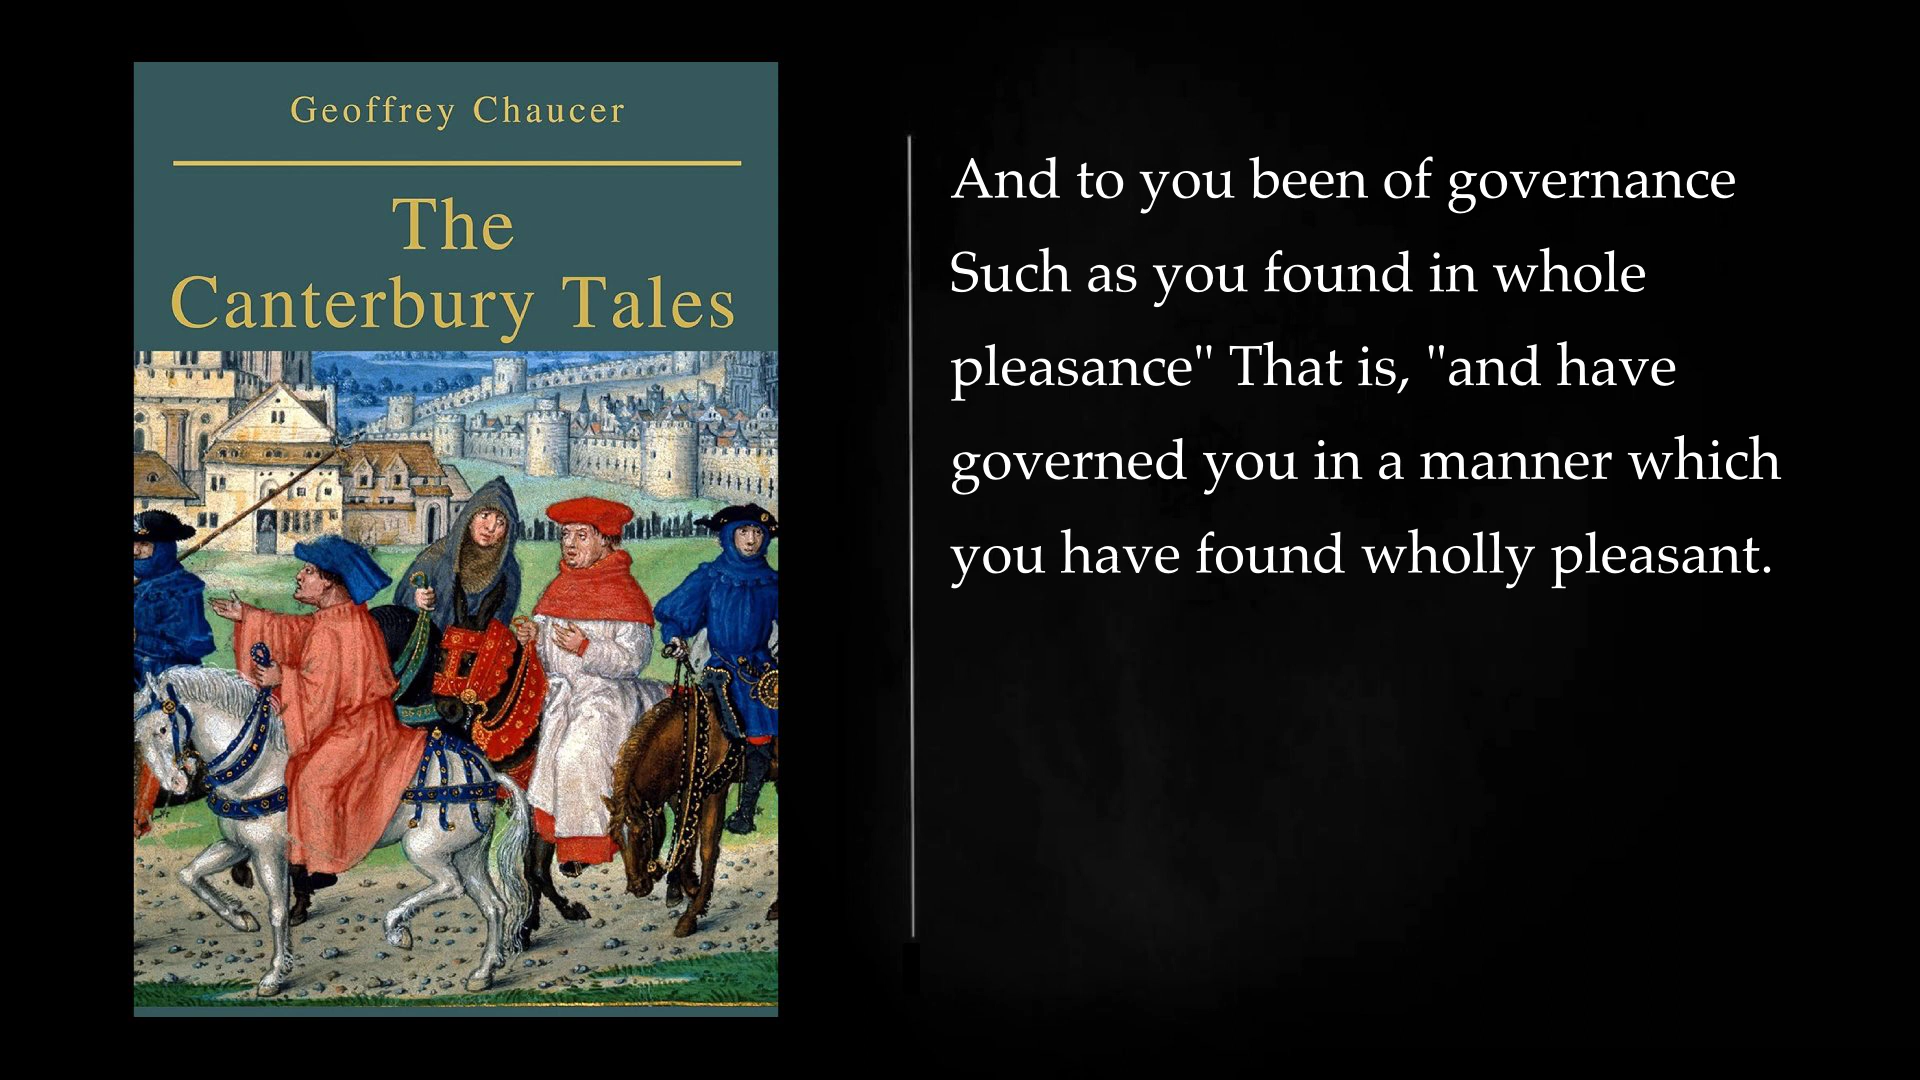 Geoffrey Chaucer
The
Canterbury Tales
And to you been of governance
Such as you found in whole
pleasance" That is, "and have
governed you in a manner which
you have found wholly pleasant.